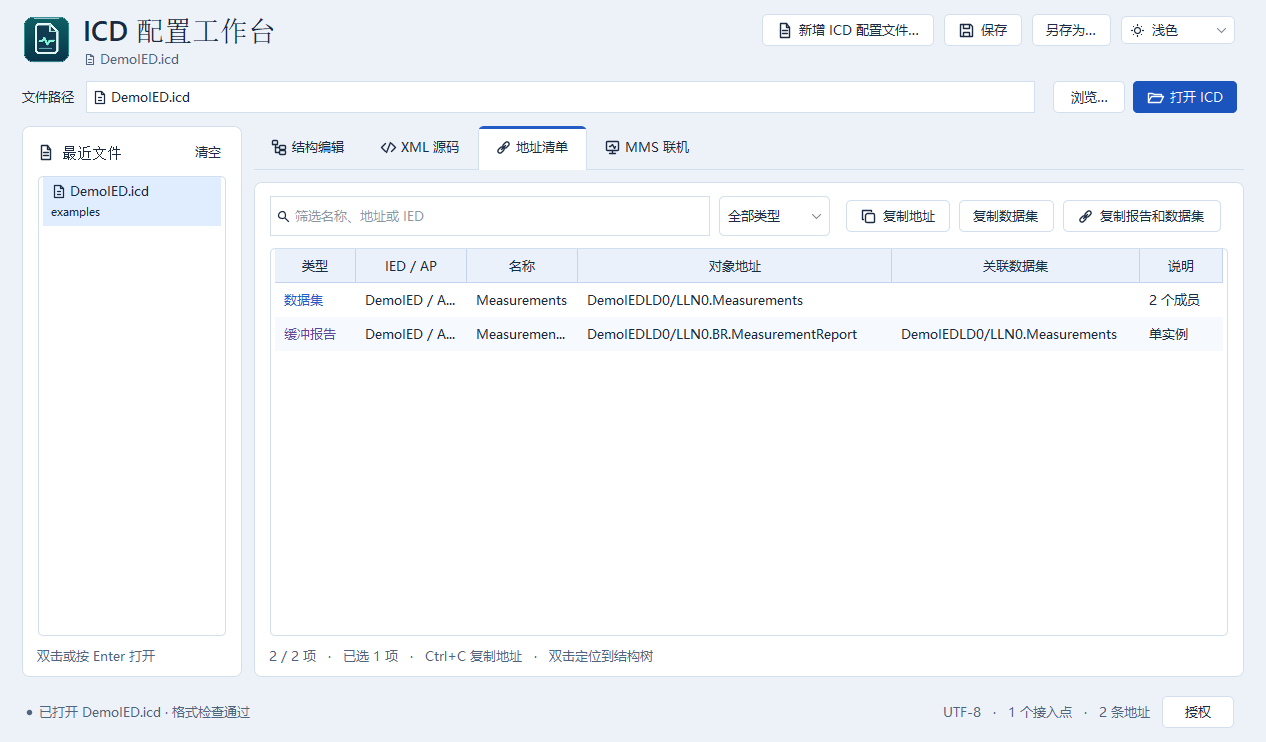 ICD 配置工作台
DemoIED.icd
新增 ICD 配置文件...
保存
另存为...
浅色
文件路径
DemoIED.icd
浏览...
打开 ICD
最近文件
清空
DemoIED.icd
examples
双击或按 Enter 打开
结构编辑
XML 源码
地址清单
MMS 联机
筛选名称、地址或 IED
全部类型
复制地址
复制数据集
复制报告和数据集
类型 IED / AP 名称 对象地址 关联数据集 说明
数据集 DemoIED / A... Measurements DemoIEDLD0/LLN0.Measurements 2 个成员
缓冲报告 DemoIED / A... Measuremen... DemoIEDLD0/LLN0.BR.MeasurementReport DemoIEDLD0/LLN0.Measurements 单实例
2 / 2 项 · 已选 1 项 · Ctrl+C 复制地址 · 双击定位到结构树
已打开 DemoIED.icd · 格式检查通过
UTF-8 · 1 个接入点 · 2 条地址
授权